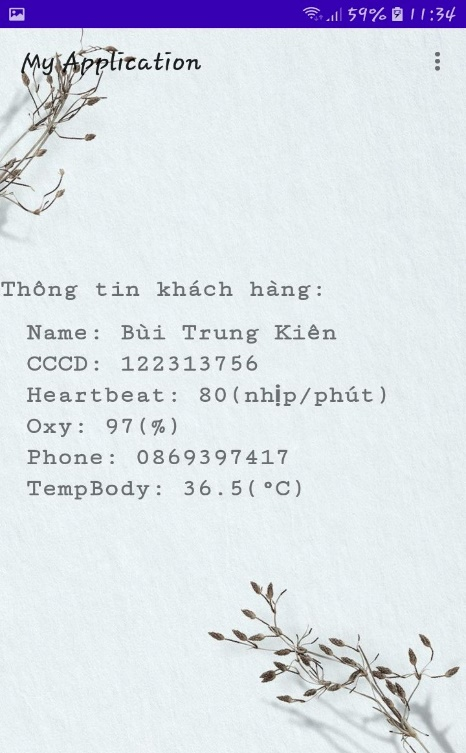 59% 11:34
My Application
Thông tin khách hàng:
Name: Bùi Trung Kiên
CCCD: 122313756
Heartbeat: 80(nhịp/phút)
Oxy: 97(%)
Phone: 0869397417
TempBody: 36.5(°C)